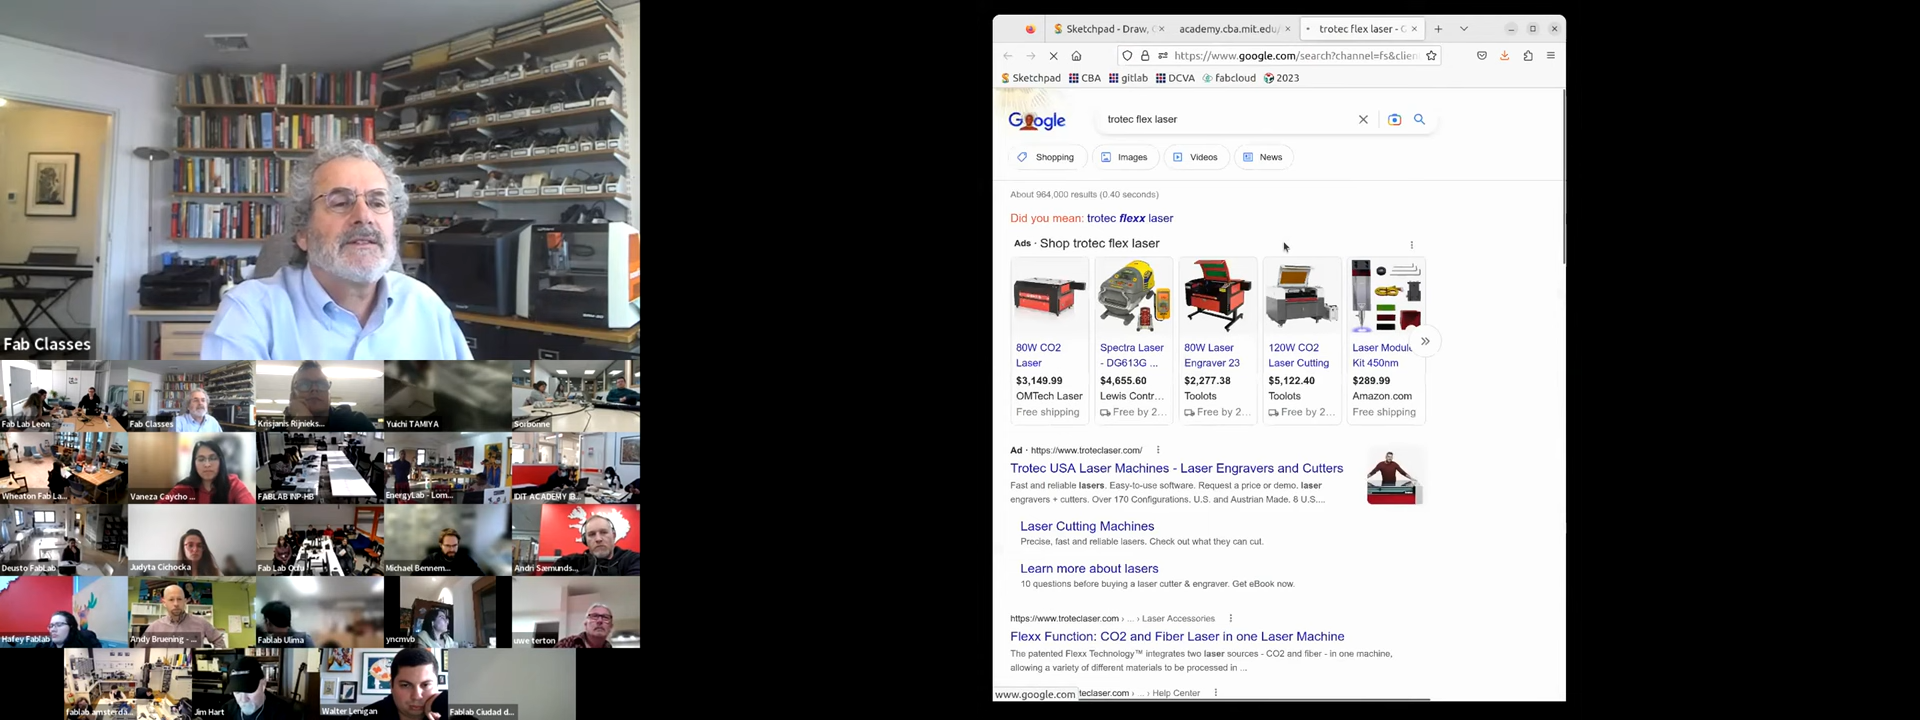 Fab Classes
Fab Lab Leon
Fab Classes
Krisjanis Rijnieks...
Yuichi TAMIYA
Sorbonne
Wheaton Fab La...
Vaneza Caycho ...
FABLAB INP-HB
EnergyLab - Lom...
IDIT ACADEMY IB...
Deusto FabLab
Judyta Cichocka
Fab Lab Oulu
Michael Bennem...
Andri Sæmunds...
Hafey Fablab
Andy Bruening - ...
Fablab Ulima
yncmvb
uwe terton
fablab amsterda...
Jim Hart
Walter Lenigan
Fablab Ciudad d...
Sketchpad - Draw, C
academy.cba.mit.edu/
trotec flex laser - G
https://www.google.com/search?channel=fs&clien
Sketchpad CBA gitlab DCVA fabcloud 2023
Google
trotec flex laser
Shopping Images Videos News
About 964,000 results (0.40 seconds)
Did you mean: trotec flexx laser
Ads · Shop trotec flex laser
80W CO2 Laser
$3,149.99
OMTech Laser
Free shipping
Spectra Laser - DG613G ...
$4,655.60
Lewis Contr...
Free by 2...
80W Laser Engraver 23
$2,277.38
Toolots
Free by 2...
120W CO2 Laser Cutting
$5,122.40
Toolots
Free by 2...
Laser Module Kit 450nm
$289.99
Amazon.com
Free shipping
Ad · https://www.troteclaser.com/
Trotec USA Laser Machines - Laser Engravers and Cutters
Fast and reliable lasers. Easy-to-use software. Request a price or demo. laser
engravers + cutters. Over 170 Configurations. U.S. and Austrian Made. 8 U.S....
Laser Cutting Machines
Precise, fast and reliable lasers. Check out what they can cut.
Learn more about lasers
10 questions before buying a laser cutter & engraver. Get eBook now.
https://www.troteclaser.com › ... › Laser Accessories
Flexx Function: CO2 and Fiber Laser in one Laser Machine
The patented Flexx Technology™ integrates two laser sources - CO2 and fiber - in one machine,
allowing a variety of different materials to be processed in ...
www.google.com
teclaser.com › ... › Help Center